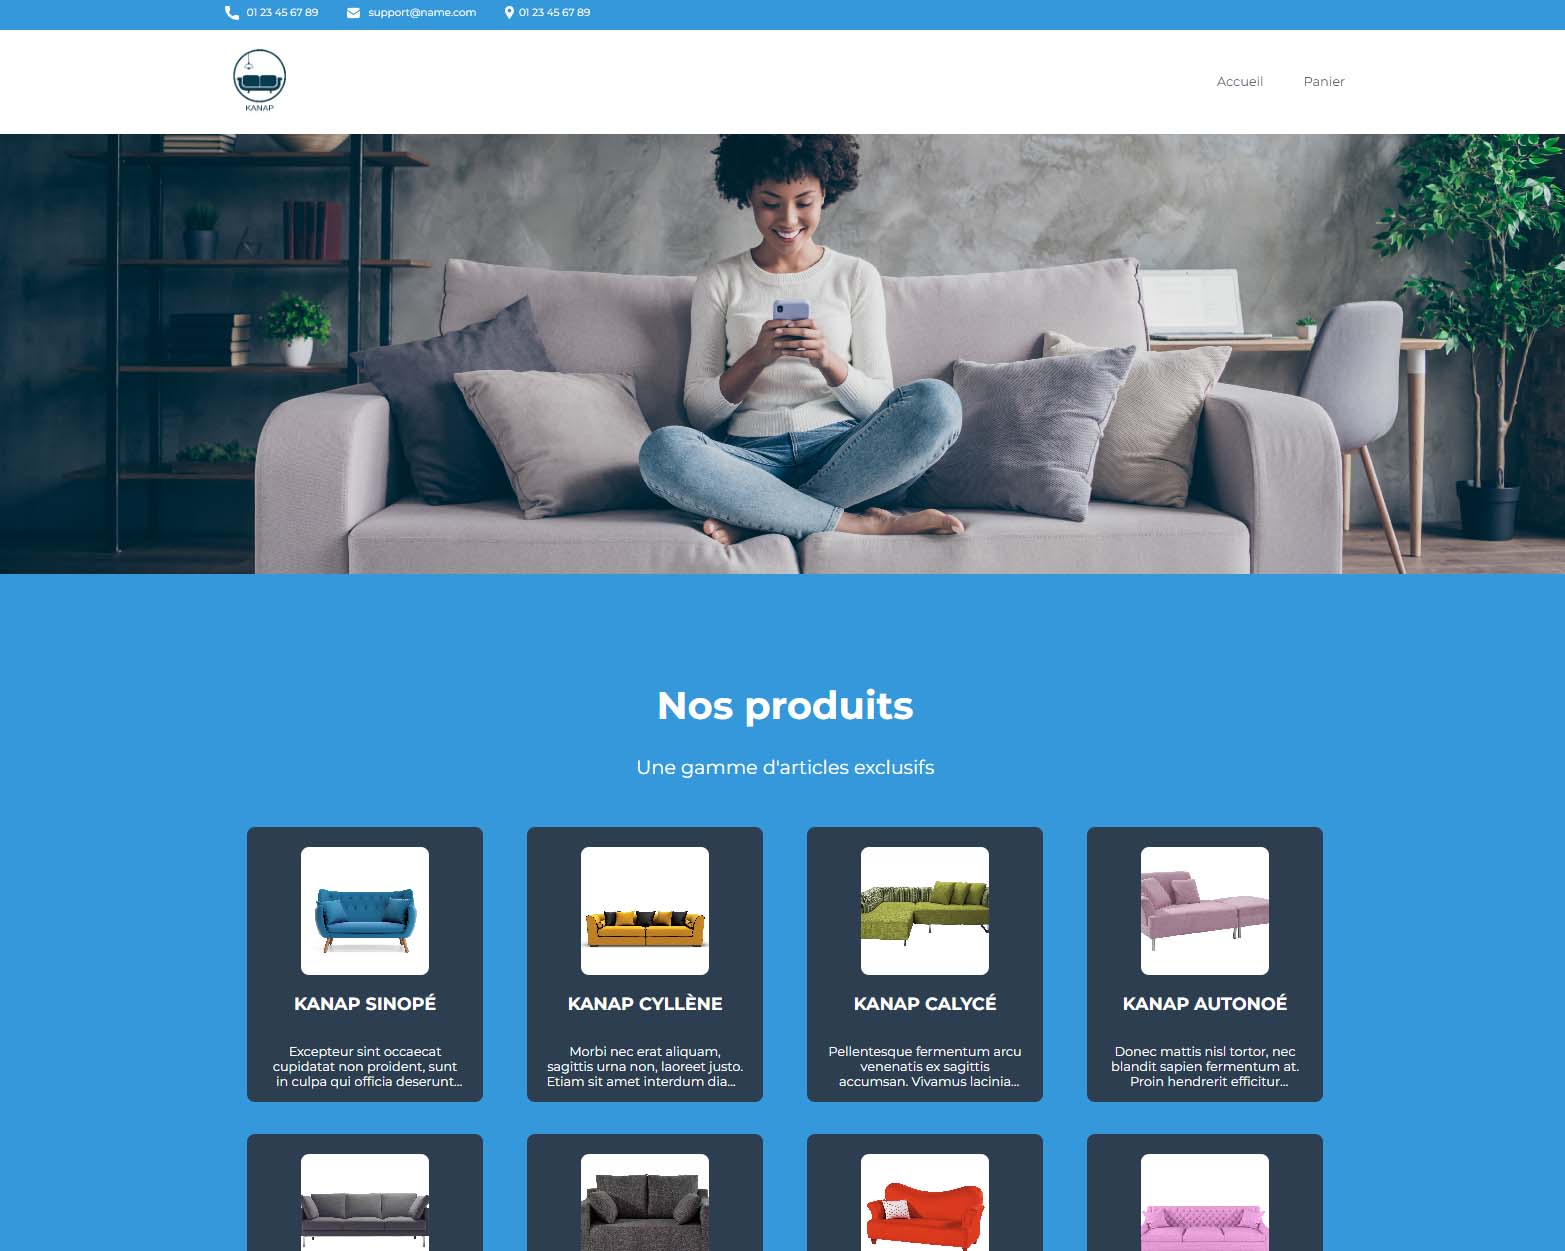 01 23 45 67 89 support@name.com 01 23 45 67 89
KANAP
Accueil Panier
Nos produits
Une gamme d'articles exclusifs
KANAP SINOPÉ
Excepteur sint occaecat
cupidatat non proident, sunt
in culpa qui officia deserunt...
KANAP CYLLÈNE
Morbi nec erat aliquam,
sagittis urna non, laoreet justo.
Etiam sit amet interdum dia...
KANAP CALYCÉ
Pellentesque fermentum arcu
venenatis ex sagittis
accumsan. Vivamus lacinia...
KANAP AUTONOÉ
Donec mattis nisl tortor, nec
blandit sapien fermentum at.
Proin hendrerit efficitur...